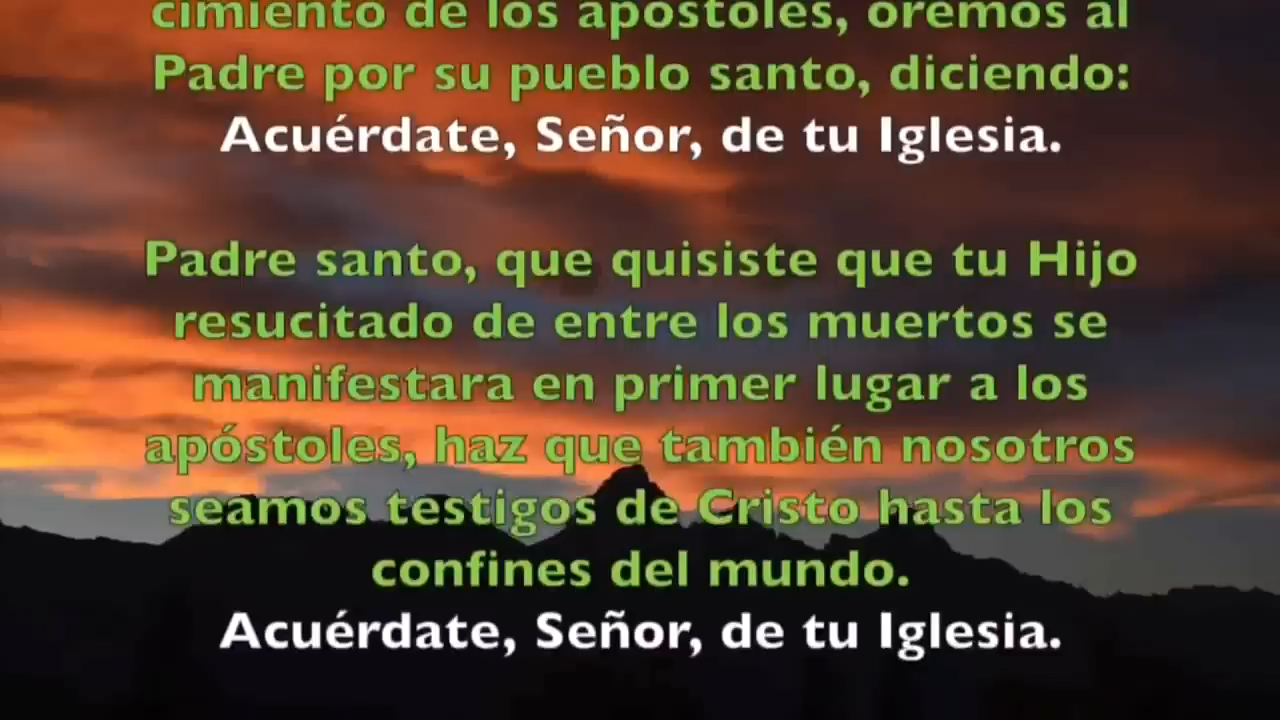 cimiento de los apóstoles, oremos al
Padre por su pueblo santo, diciendo:
Acuérdate, Señor, de tu Iglesia.
Padre santo, que quisiste que tu Hijo
resucitado de entre los muertos se
manifestara en primer lugar a los
apóstoles, haz que también nosotros
seamos testigos de Cristo hasta los
confines del mundo.
Acuérdate, Señor, de tu Iglesia.